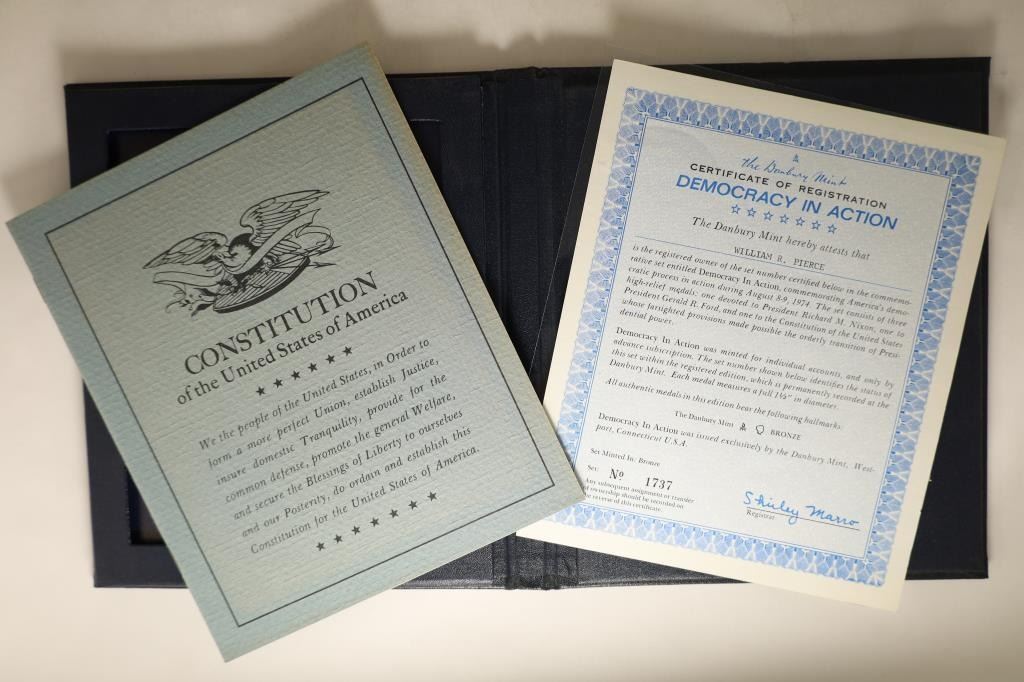 CONSTITUTION
of the United States of America
We the people of the United States, in Order to
form a more perfect Union, establish Justice,
insure domestic Tranquility, provide for the
common defense, promote the general Welfare,
and secure the Blessings of Liberty to ourselves
and our Posterity, do ordain and establish this
Constitution for the United States of America.
the Danbury Mint
CERTIFICATE OF REGISTRATION
DEMOCRACY IN ACTION
The Danbury Mint hereby attests that
WILLIAM R. PIERCE
is the registered owner of the set number certified below in the commemo-
rative set entitled Democracy In Action, commemorating America's demo-
cratic process in action during August 8-9, 1974. The set consists of three
high-relief medals: one devoted to President Richard M. Nixon, one to
President Gerald R. Ford, and one to the Constitution of the United States
whose farsighted provisions made possible the orderly transition of Presi-
dential power.
Democracy In Action was minted for individual accounts, and only by
advance subscription. The set number shown below identifies the status of
this set within the registered edition, which is permanently recorded at the
Danbury Mint. Each medal measures a full 1½" in diameter.
All authentic medals in this edition bear the following hallmarks:
The Danbury Mint BRONZE
Democracy In Action was issued exclusively by the Danbury Mint, West-
port, Connecticut U.S.A.
Set Minted In: Bronze
Set: Nº 1737
Any subsequent assignment or transfer
of ownership should be recorded on
the reverse of this certificate.
Shirley Marro
Registrar